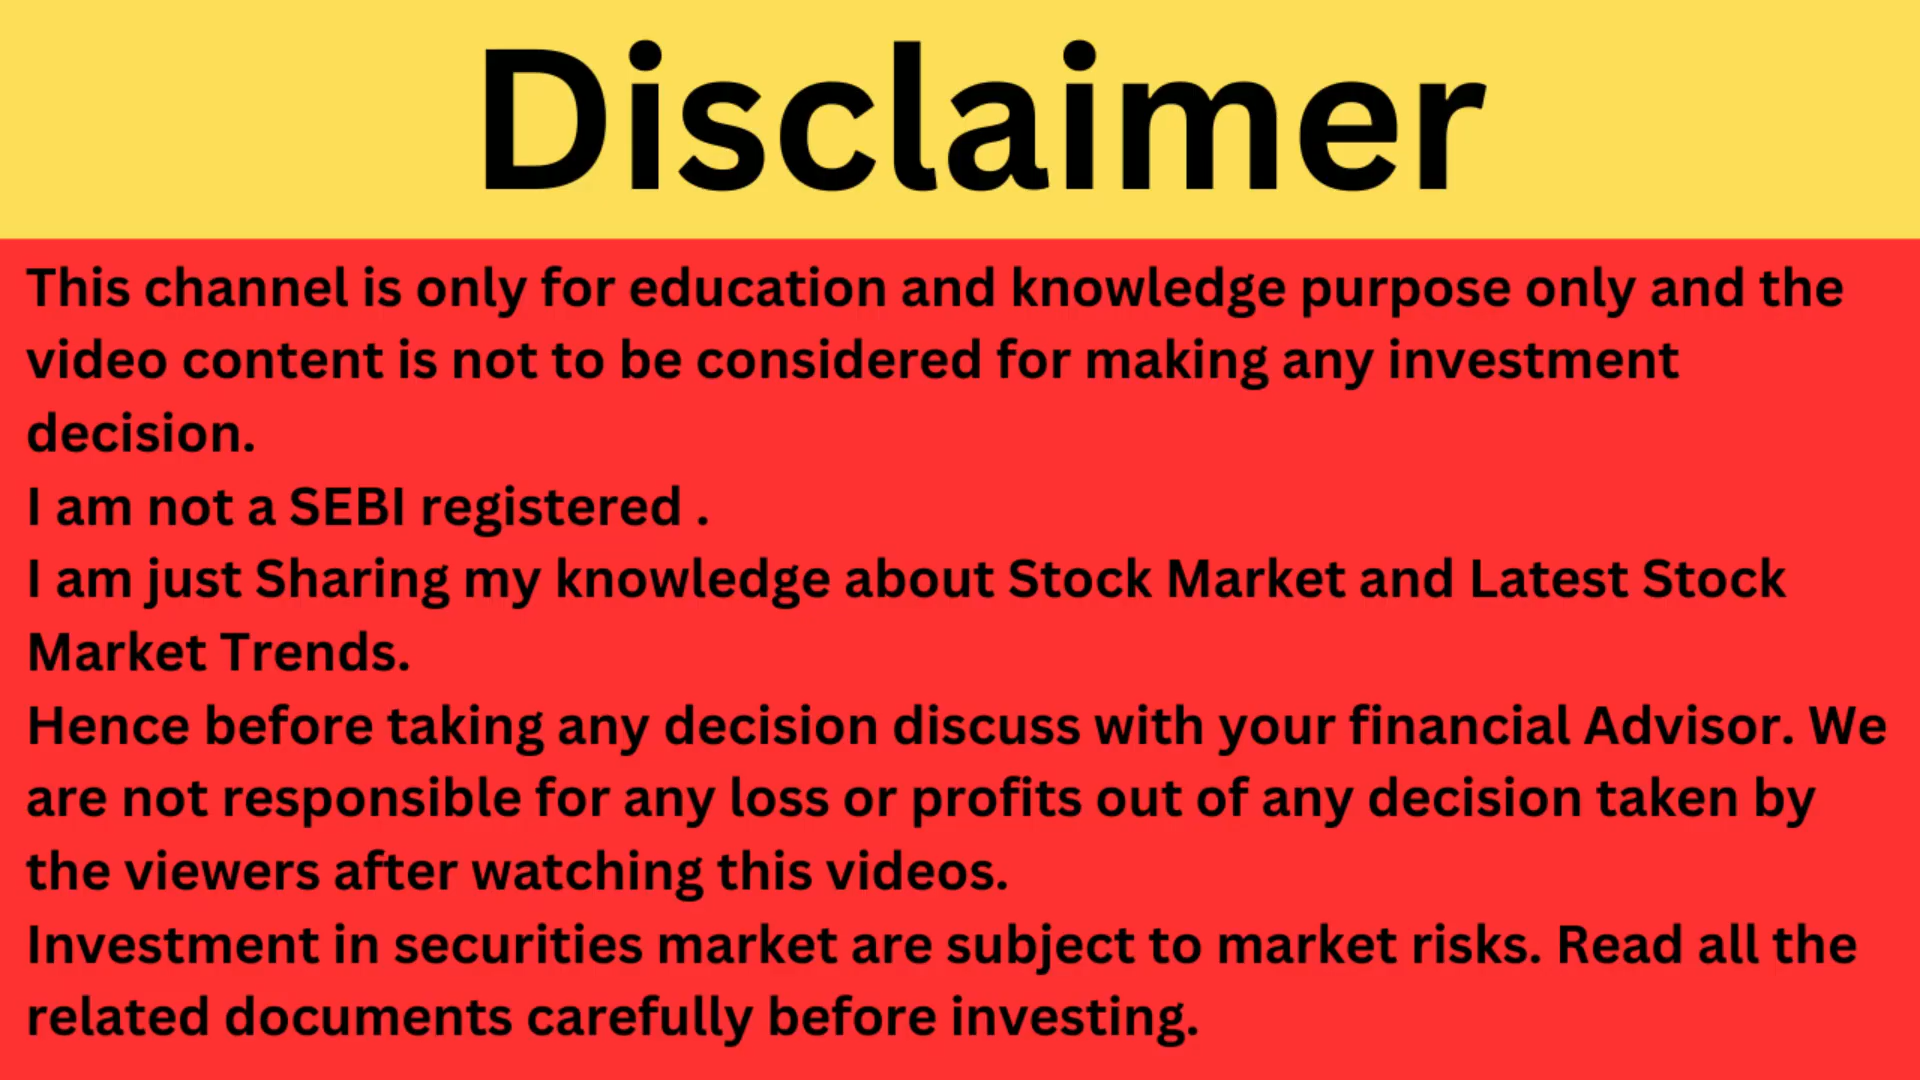 Disclaimer
This channel is only for education and knowledge purpose only and the
video content is not to be considered for making any investment
decision.
I am not a SEBI registered .
I am just Sharing my knowledge about Stock Market and Latest Stock
Market Trends.
Hence before taking any decision discuss with your financial Advisor. We
are not responsible for any loss or profits out of any decision taken by
the viewers after watching this videos.
Investment in securities market are subject to market risks. Read all the
related documents carefully before investing.